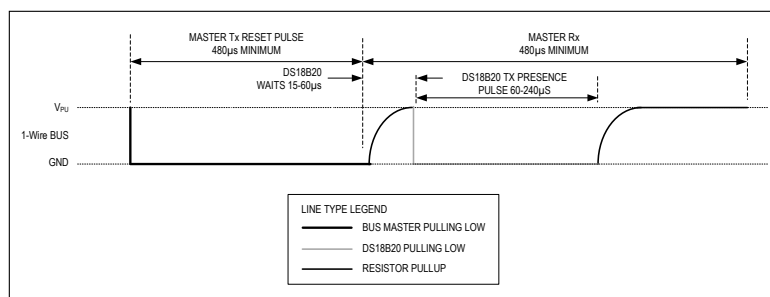 MASTER Tx RESET PULSE
480µs MINIMUM
MASTER Rx
480µs MINIMUM
DS18B20
WAITS 15-60µs
DS18B20 TX PRESENCE
PULSE 60-240µS
VPU
1-Wire BUS
GND
LINE TYPE LEGEND
BUS MASTER PULLING LOW
DS18B20 PULLING LOW
RESISTOR PULLUP